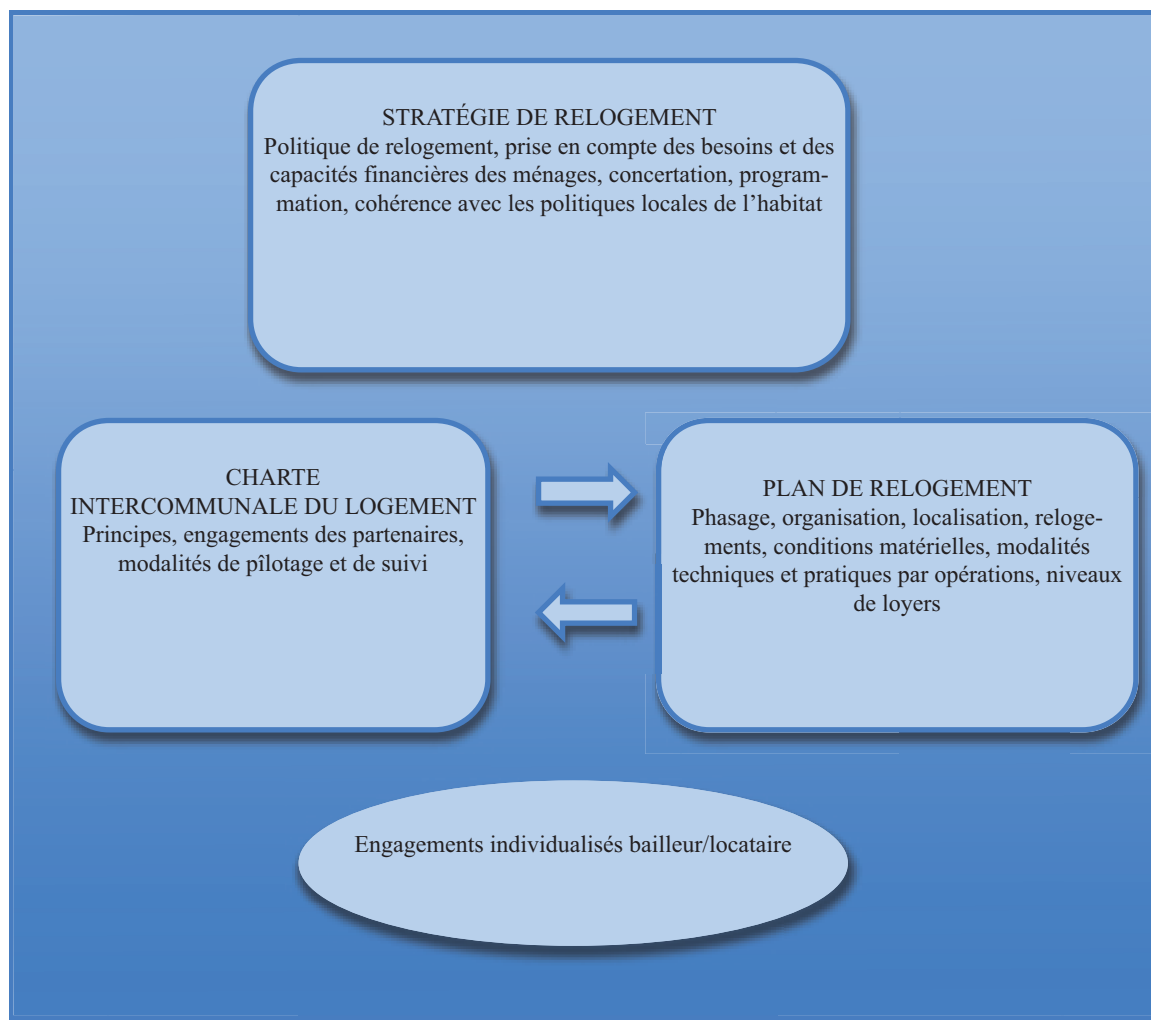 STRATÉGIE DE RELOGEMENT
Politique de relogement, prise en compte des besoins et des
capacités financières des ménages, concertation, program-
mation, cohérence avec les politiques locales de l’habitat
CHARTE
INTERCOMMUNALE DU LOGEMENT
Principes, engagements des partenaires,
modalités de pîlotage et de suivi
PLAN DE RELOGEMENT
Phasage, organisation, localisation, reloge-
ments, conditions matérielles, modalités
techniques et pratiques par opérations, niveaux
de loyers
Engagements individualisés bailleur/locataire